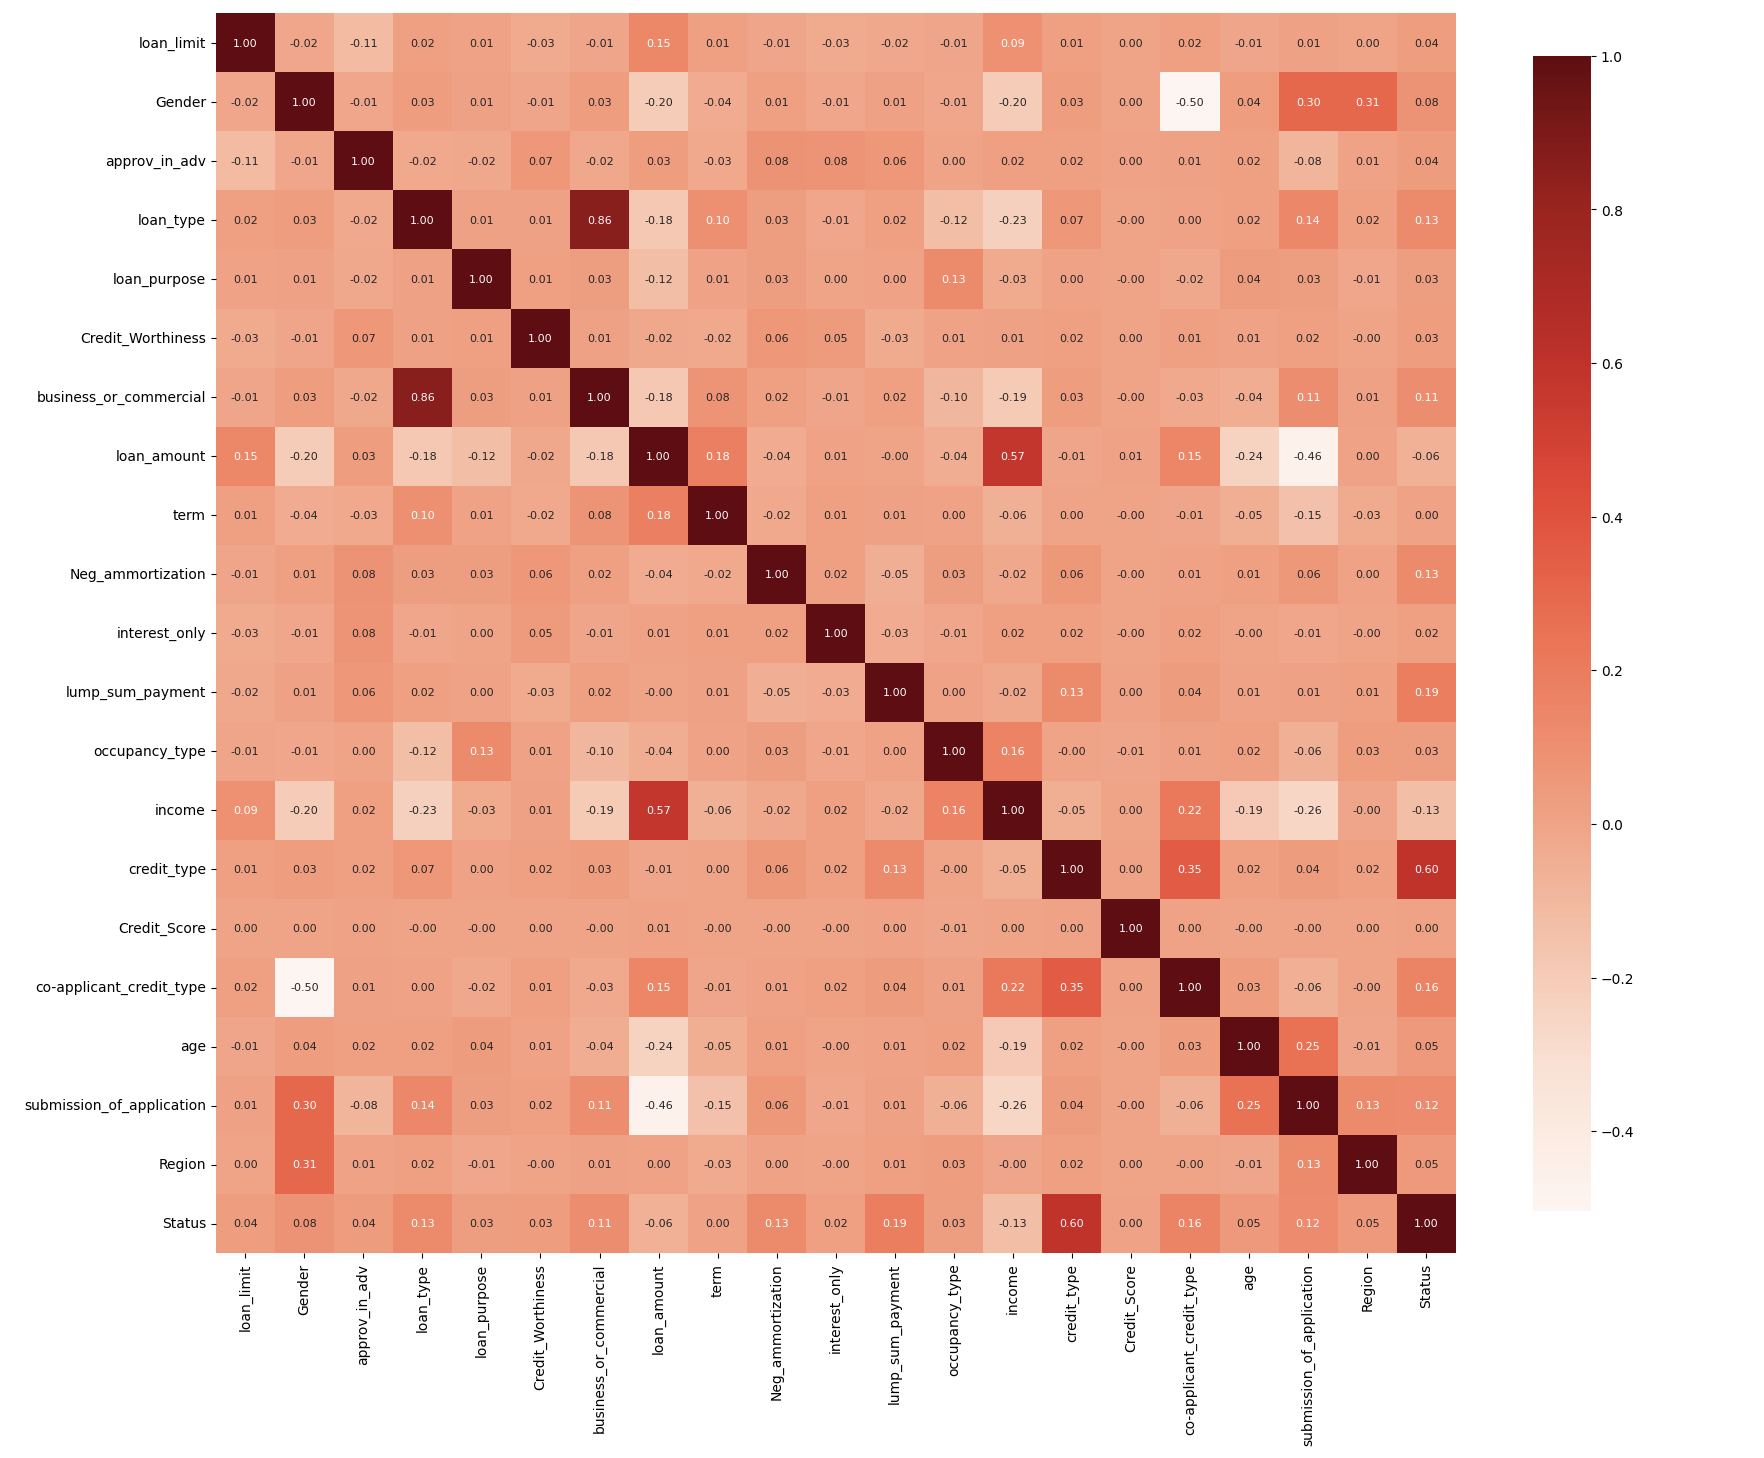 loan_limit 1.00 -0.02 -0.11 0.02 0.01 -0.03 -0.01 0.15 0.01 -0.01 -0.03 -0.02 -0.01 0.09 0.01 0.00 0.02 -0.01 0.01 0.00 0.04
1.0
Gender -0.02 1.00 -0.01 0.03 0.01 -0.01 0.03 -0.20 -0.04 0.01 -0.01 0.01 -0.01 -0.20 0.03 0.00 -0.50 0.04 0.30 0.31 0.08
approv_in_adv -0.11 -0.01 1.00 -0.02 -0.02 0.07 -0.02 0.03 -0.03 0.08 0.08 0.06 0.00 0.02 0.02 0.00 0.01 0.02 -0.08 0.01 0.04
0.8
loan_type 0.02 0.03 -0.02 1.00 0.01 0.01 0.86 -0.18 0.10 0.03 -0.01 0.02 -0.12 -0.23 0.07 -0.00 0.00 0.02 0.14 0.02 0.13
loan_purpose 0.01 0.01 -0.02 0.01 1.00 0.01 0.03 -0.12 0.01 0.03 0.00 0.00 0.13 -0.03 0.00 -0.00 -0.02 0.04 0.03 -0.01 0.03
Credit_Worthiness -0.03 -0.01 0.07 0.01 0.01 1.00 0.01 -0.02 -0.02 0.06 0.05 -0.03 0.01 0.01 0.02 0.00 0.01 0.01 0.02 -0.00 0.03
0.6
business_or_commercial -0.01 0.03 -0.02 0.86 0.03 0.01 1.00 -0.18 0.08 0.02 -0.01 0.02 -0.10 -0.19 0.03 -0.00 -0.03 -0.04 0.11 0.01 0.11
loan_amount 0.15 -0.20 0.03 -0.18 -0.12 -0.02 -0.18 1.00 0.18 -0.04 0.01 -0.00 -0.04 0.57 -0.01 0.01 0.15 -0.24 -0.46 0.00 -0.06
term 0.01 -0.04 -0.03 0.10 0.01 -0.02 0.08 0.18 1.00 -0.02 0.01 0.01 0.00 -0.06 0.00 -0.00 -0.01 -0.05 -0.15 -0.03 0.00
0.4
Neg_ammortization -0.01 0.01 0.08 0.03 0.03 0.06 0.02 -0.04 -0.02 1.00 0.02 -0.05 0.03 -0.02 0.06 -0.00 0.01 0.01 0.06 0.00 0.13
interest_only -0.03 -0.01 0.08 -0.01 0.00 0.05 -0.01 0.01 0.01 0.02 1.00 -0.03 -0.01 0.02 0.02 -0.00 0.02 -0.00 -0.01 -0.00 0.02
0.2
lump_sum_payment -0.02 0.01 0.06 0.02 0.00 -0.03 0.02 -0.00 0.01 -0.05 -0.03 1.00 0.00 -0.02 0.13 0.00 0.04 0.01 0.01 0.01 0.19
occupancy_type -0.01 -0.01 0.00 -0.12 0.13 0.01 -0.10 -0.04 0.00 0.03 -0.01 0.00 1.00 0.16 -0.00 -0.01 0.01 0.02 -0.06 0.03 0.03
income 0.09 -0.20 0.02 -0.23 -0.03 0.01 -0.19 0.57 -0.06 -0.02 0.02 -0.02 0.16 1.00 -0.05 0.00 0.22 -0.19 -0.26 -0.00 -0.13
0.0
credit_type 0.01 0.03 0.02 0.07 0.00 0.02 0.03 -0.01 0.00 0.06 0.02 0.13 -0.00 -0.05 1.00 0.00 0.35 0.02 0.04 0.02 0.60
Credit_Score 0.00 0.00 0.00 -0.00 -0.00 0.00 -0.00 0.01 -0.00 -0.00 -0.00 0.00 -0.01 0.00 0.00 1.00 0.00 -0.00 -0.00 0.00 0.00
−0.2
co-applicant_credit_type 0.02 -0.50 0.01 0.00 -0.02 0.01 -0.03 0.15 -0.01 0.01 0.02 0.04 0.01 0.22 0.35 0.00 1.00 0.03 -0.06 -0.00 0.16
age -0.01 0.04 0.02 0.02 0.04 0.01 -0.04 -0.24 -0.05 0.01 -0.00 0.01 0.02 -0.19 0.02 -0.00 0.03 1.00 0.25 -0.01 0.05
submission_of_application 0.01 0.30 -0.08 0.14 0.03 0.02 0.11 -0.46 -0.15 0.06 -0.01 0.01 -0.06 -0.26 0.04 -0.00 -0.06 0.25 1.00 0.13 0.12
−0.4
Region 0.00 0.31 0.01 0.02 -0.01 -0.00 0.01 0.00 -0.03 0.00 -0.00 0.01 0.03 -0.00 0.02 0.00 -0.00 -0.01 0.13 1.00 0.05
Status 0.04 0.08 0.04 0.13 0.03 0.03 0.11 -0.06 0.00 0.13 0.02 0.19 0.03 -0.13 0.60 0.00 0.16 0.05 0.12 0.05 1.00
loan_limit
Gender
approv_in_adv
loan_type
loan_purpose
Credit_Worthiness
business_or_commercial
loan_amount
term
Neg_ammortization
interest_only
lump_sum_payment
occupancy_type
income
credit_type
Credit_Score
co-applicant_credit_type
age
submission_of_application
Region
Status